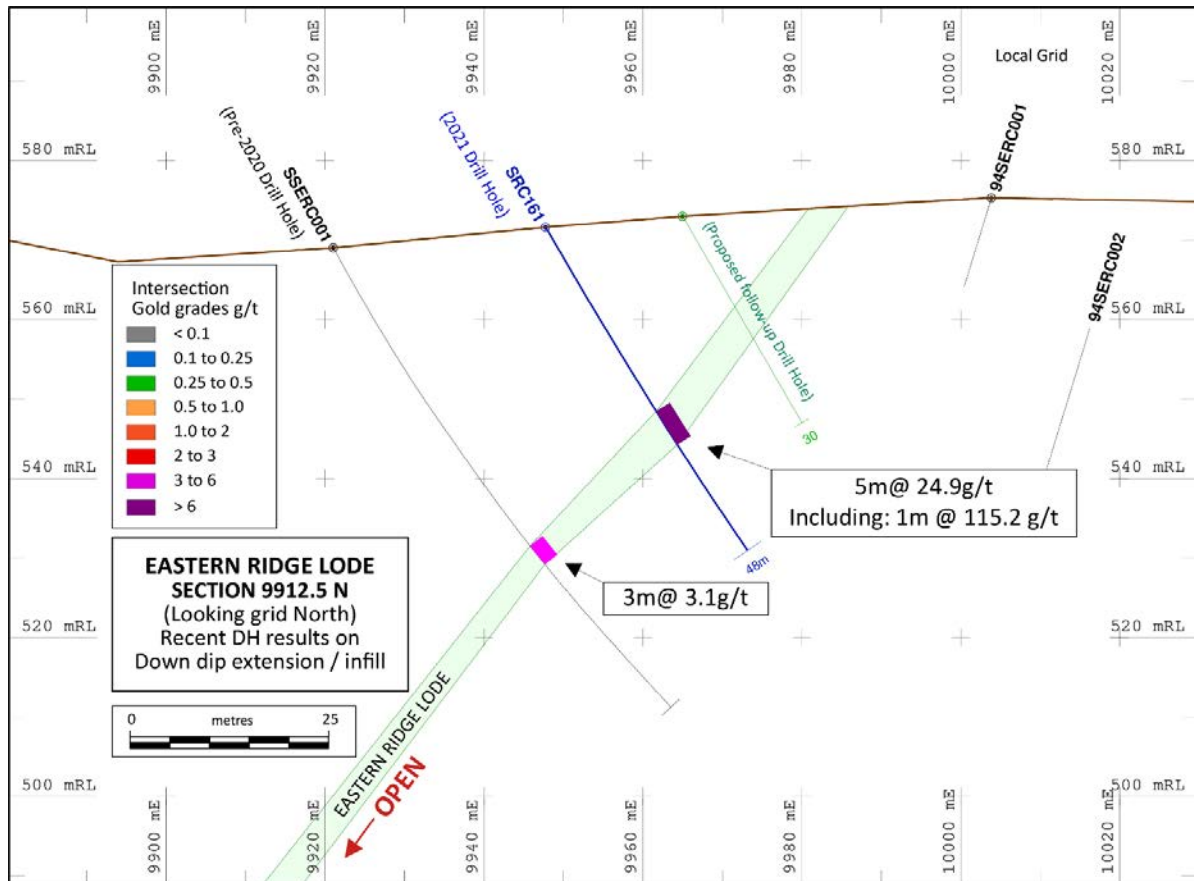 9900 mE
9920 mE
9940 mE
9960 mE
9980 mE
10000 mE
10020 mE
Local Grid
580 mRL
580 mRL
SSERC001
(Pre-2020 Drill Hole)
SRC161
(2021 Drill Hole)
(Proposed follow-up Drill Hole)
30
94SERC001
94SERC002
Intersection
Gold grades g/t
< 0.1
0.1 to 0.25
0.25 to 0.5
0.5 to 1.0
1.0 to 2
2 to 3
3 to 6
> 6
560 mRL
560 mRL
540 mRL
540 mRL
5m@ 24.9g/t
Including: 1m @ 115.2 g/t
48m
3m@ 3.1g/t
EASTERN RIDGE LODE
SECTION 9912.5 N
(Looking grid North)
Recent DH results on
Down dip extension / infill
520 mRL
520 mRL
0 metres 25
EASTERN RIDGE LODE
OPEN
500 mRL
500 mRL
9900 mE
9920 mE
9940 mE
9960 mE
9980 mE
10000 mE
10020 mE